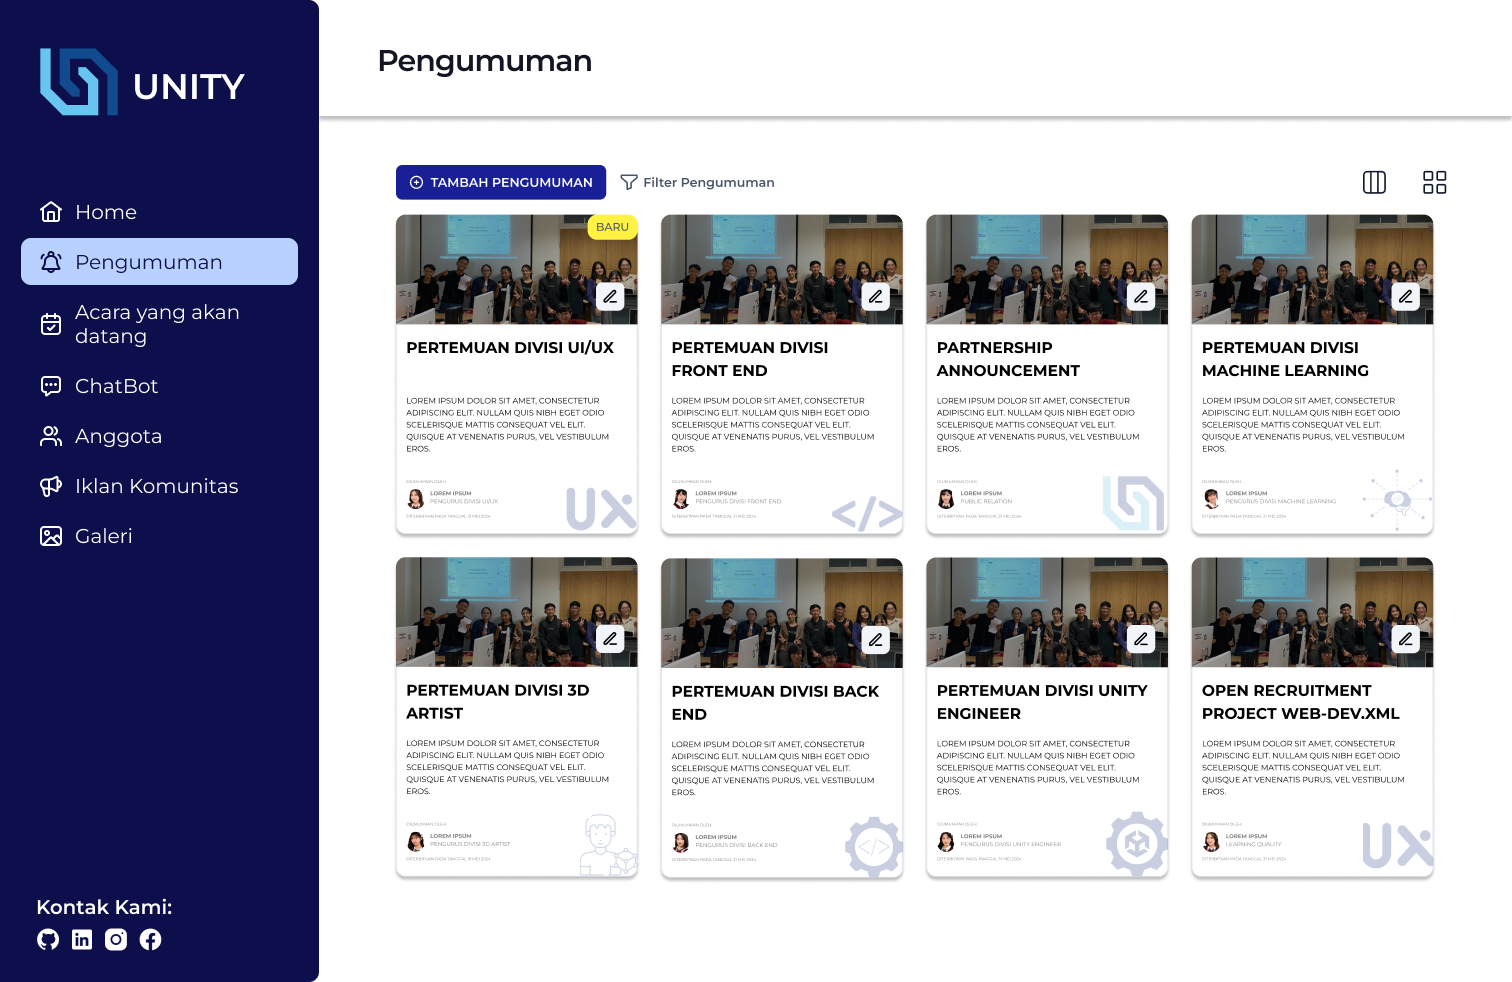 UNITY
Home
Pengumuman
Acara yang akan
datang
ChatBot
Anggota
Iklan Komunitas
Galeri
Kontak Kami:
Pengumuman
TAMBAH PENGUMUMAN
Filter Pengumuman
BARU
PERTEMUAN DIVISI UI/UX
LOREM IPSUM DOLOR SIT AMET, CONSECTETUR
ADIPISCING ELIT. NULLAM QUIS NIBH EGET ODIO
SCELERISQUE MATTIS CONSEQUAT VEL ELIT.
QUISQUE AT VENENATIS PURUS, VEL VESTIBULUM
EROS.
DIUMUMKAN OLEH:
LOREM IPSUM
PENGURUS DIVISI UI/UX
DITERBITKAN PADA TANGGAL 31 MEI 2024
UX
PERTEMUAN DIVISI
FRONT END
LOREM IPSUM DOLOR SIT AMET, CONSECTETUR
ADIPISCING ELIT. NULLAM QUIS NIBH EGET ODIO
SCELERISQUE MATTIS CONSEQUAT VEL ELIT.
QUISQUE AT VENENATIS PURUS, VEL VESTIBULUM
EROS.
DIUMUMKAN OLEH:
LOREM IPSUM
PENGURUS DIVISI FRONT END
DITERBITKAN PADA TANGGAL 31 MEI 2024
</>
PARTNERSHIP
ANNOUNCEMENT
LOREM IPSUM DOLOR SIT AMET, CONSECTETUR
ADIPISCING ELIT. NULLAM QUIS NIBH EGET ODIO
SCELERISQUE MATTIS CONSEQUAT VEL ELIT.
QUISQUE AT VENENATIS PURUS, VEL VESTIBULUM
EROS.
DIUMUMKAN OLEH:
LOREM IPSUM
PUBLIC RELATION
DITERBITKAN PADA TANGGAL 31 MEI 2024
PERTEMUAN DIVISI
MACHINE LEARNING
LOREM IPSUM DOLOR SIT AMET, CONSECTETUR
ADIPISCING ELIT. NULLAM QUIS NIBH EGET ODIO
SCELERISQUE MATTIS CONSEQUAT VEL ELIT.
QUISQUE AT VENENATIS PURUS, VEL VESTIBULUM
EROS.
DIUMUMKAN OLEH:
LOREM IPSUM
PENGURUS DIVISI MACHINE LEARNING
DITERBITKAN PADA TANGGAL 31 MEI 2024
PERTEMUAN DIVISI 3D
ARTIST
LOREM IPSUM DOLOR SIT AMET, CONSECTETUR
ADIPISCING ELIT. NULLAM QUIS NIBH EGET ODIO
SCELERISQUE MATTIS CONSEQUAT VEL ELIT.
QUISQUE AT VENENATIS PURUS, VEL VESTIBULUM
EROS.
DIUMUMKAN OLEH:
LOREM IPSUM
PENGURUS DIVISI 3D ARTIST
DITERBITKAN PADA TANGGAL 31 MEI 2024
PERTEMUAN DIVISI BACK
END
LOREM IPSUM DOLOR SIT AMET, CONSECTETUR
ADIPISCING ELIT. NULLAM QUIS NIBH EGET ODIO
SCELERISQUE MATTIS CONSEQUAT VEL ELIT.
QUISQUE AT VENENATIS PURUS, VEL VESTIBULUM
EROS.
DIUMUMKAN OLEH:
LOREM IPSUM
PENGURUS DIVISI BACK END
DITERBITKAN PADA TANGGAL 31 MEI 2024
</>
PERTEMUAN DIVISI UNITY
ENGINEER
LOREM IPSUM DOLOR SIT AMET, CONSECTETUR
ADIPISCING ELIT. NULLAM QUIS NIBH EGET ODIO
SCELERISQUE MATTIS CONSEQUAT VEL ELIT.
QUISQUE AT VENENATIS PURUS, VEL VESTIBULUM
EROS.
DIUMUMKAN OLEH:
LOREM IPSUM
PENGURUS DIVISI UNITY ENGINEER
DITERBITKAN PADA TANGGAL 31 MEI 2024
OPEN RECRUITMENT
PROJECT WEB-DEV.XML
LOREM IPSUM DOLOR SIT AMET, CONSECTETUR
ADIPISCING ELIT. NULLAM QUIS NIBH EGET ODIO
SCELERISQUE MATTIS CONSEQUAT VEL ELIT.
QUISQUE AT VENENATIS PURUS, VEL VESTIBULUM
EROS.
DIUMUMKAN OLEH:
LOREM IPSUM
LEARNING QUALITY
DITERBITKAN PADA TANGGAL 31 MEI 2024
UX